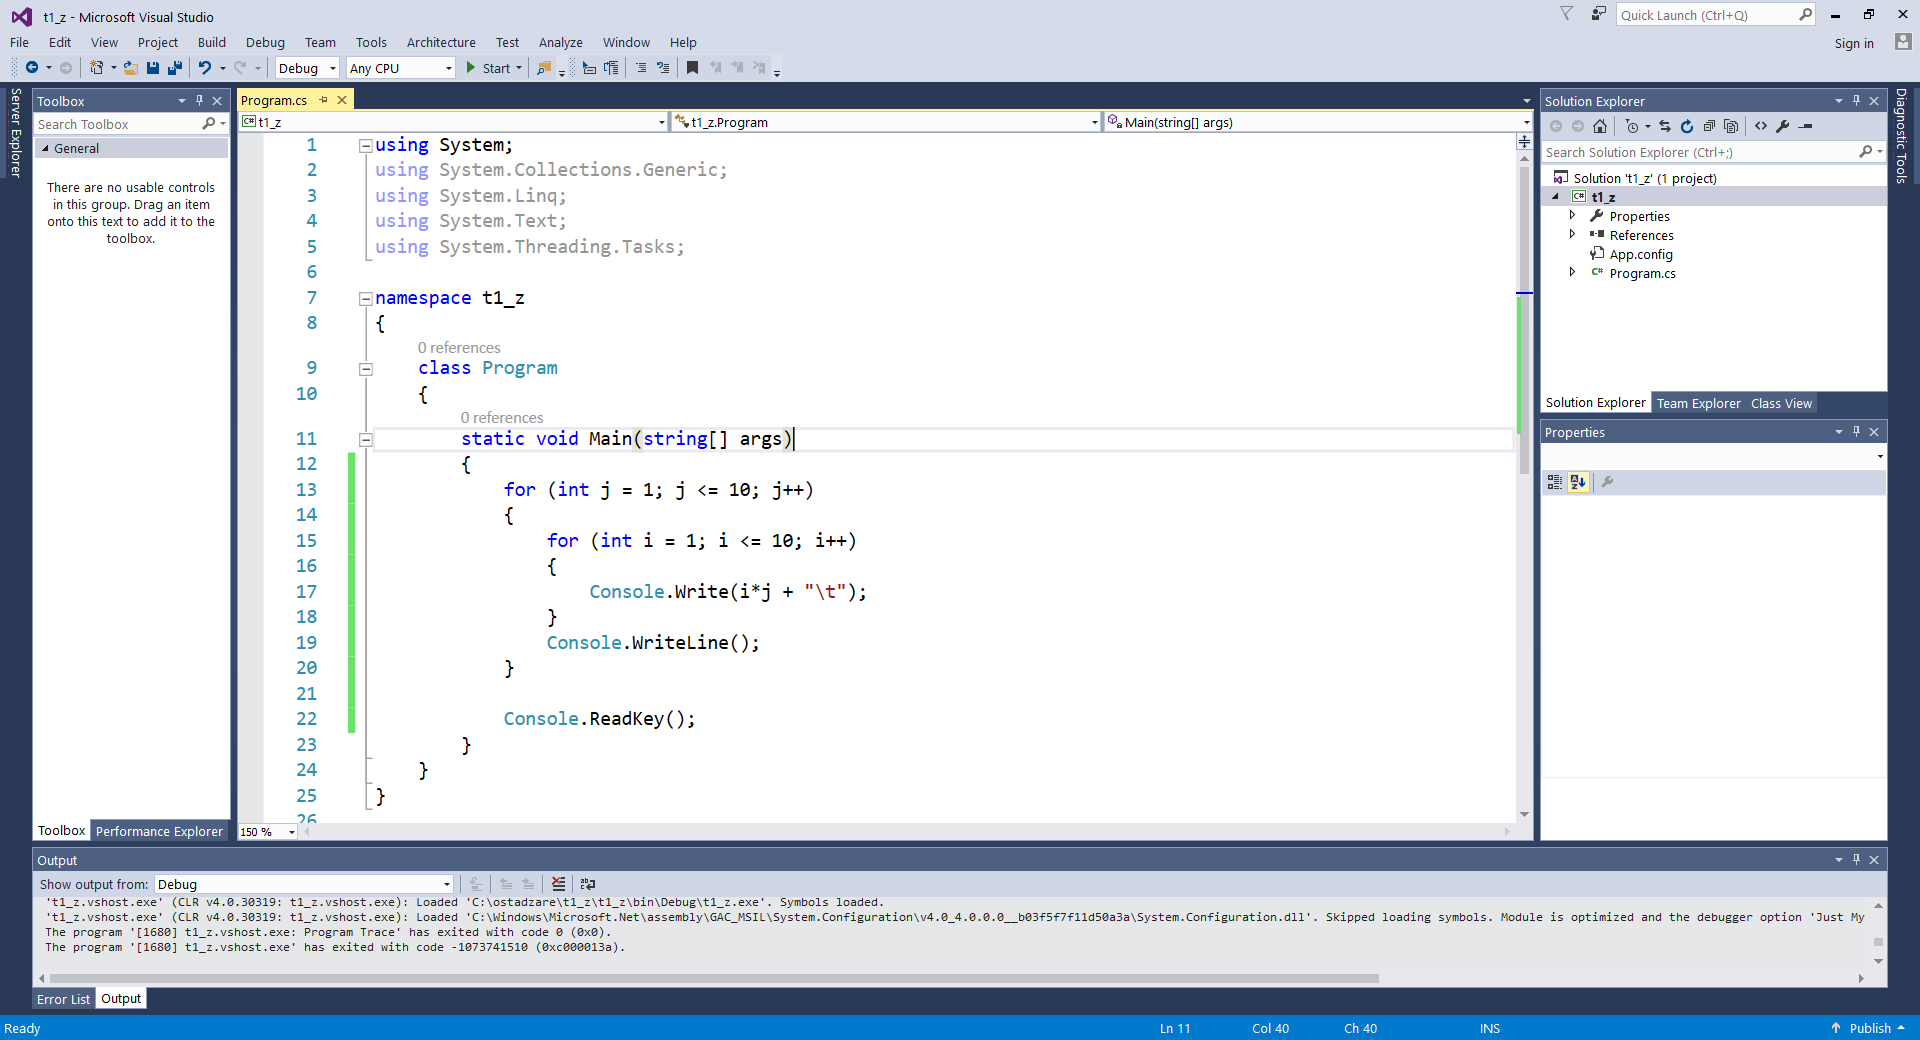 t1_z - Microsoft Visual Studio
Quick Launch (Ctrl+Q)
File Edit View Project Build Debug Team Tools Architecture Test Analyze Window Help
Sign in
Debug Any CPU Start
Server Explorer
Toolbox
Search Toolbox
General
There are no usable controls
in this group. Drag an item
onto this text to add it to the
toolbox.
Toolbox Performance Explorer
Program.cs
t1_z t1_z.Program Main(string[] args)
1 using System;
2 using System.Collections.Generic;
3 using System.Linq;
4 using System.Text;
5 using System.Threading.Tasks;
6
7 namespace t1_z
8 {
0 references
9 class Program
10 {
0 references
11 static void Main(string[] args)
12 {
13 for (int j = 1; j <= 10; j++)
14 {
15 for (int i = 1; i <= 10; i++)
16 {
17 Console.Write(i*j + "\t");
18 }
19 Console.WriteLine();
20 }
21
22 Console.ReadKey();
23 }
24 }
25 }
26
150 %
Solution Explorer
Search Solution Explorer (Ctrl+;)
Solution 't1_z' (1 project)
C# t1_z
Properties
References
App.config
C# Program.cs
Solution Explorer Team Explorer Class View
Properties
Diagnostic Tools
Output
Show output from: Debug
't1_z.vshost.exe' (CLR v4.0.30319: t1_z.vshost.exe): Loaded 'C:\ostadzare\t1_z\t1_z\bin\Debug\t1_z.exe'. Symbols loaded.
't1_z.vshost.exe' (CLR v4.0.30319: t1_z.vshost.exe): Loaded 'C:\Windows\Microsoft.Net\assembly\GAC_MSIL\System.Configuration\v4.0_4.0.0.0__b03f5f7f11d50a3a\System.Configuration.dll'. Skipped loading symbols. Module is optimized and the debugger option 'Just My
The program '[1680] t1_z.vshost.exe: Program Trace' has exited with code 0 (0x0).
The program '[1680] t1_z.vshost.exe' has exited with code -1073741510 (0xc000013a).
Error List Output
Ready Ln 11 Col 40 Ch 40 INS Publish